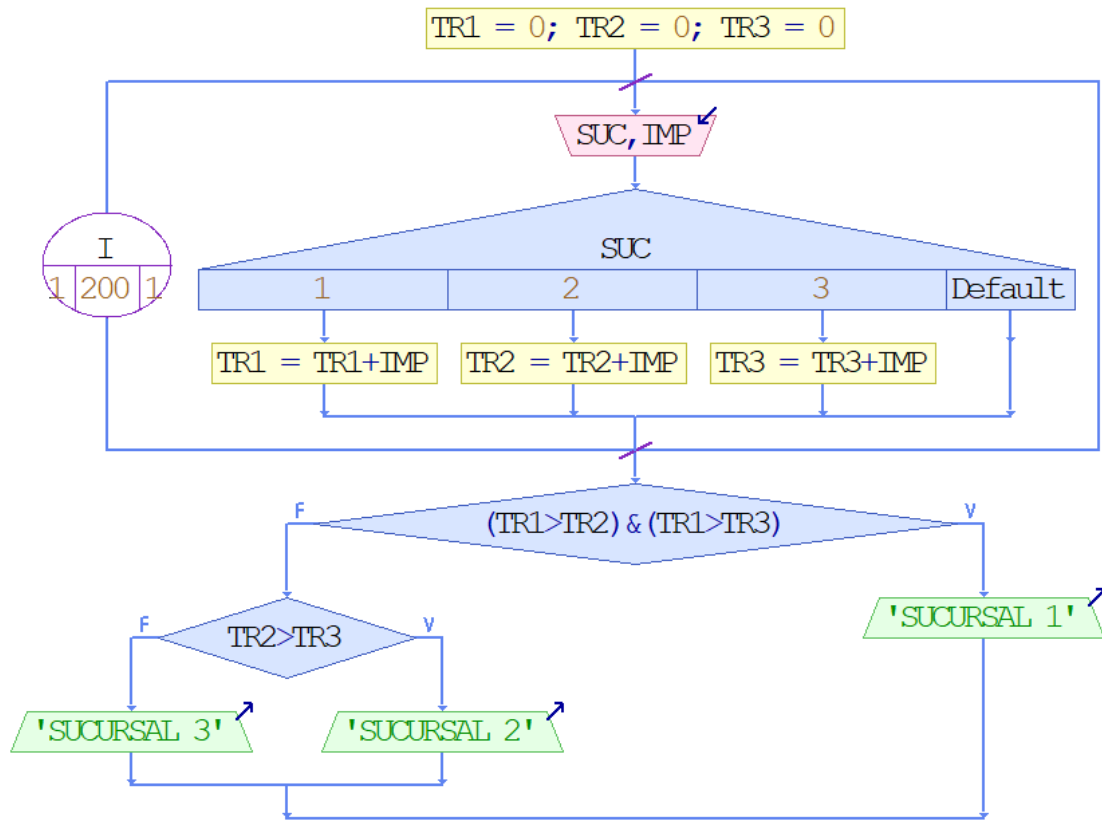 TR1 = 0; TR2 = 0; TR3 = 0
SUC,IMP
I
1 200 1
SUC
1 2 3 Default
TR1 = TR1+IMP TR2 = TR2+IMP TR3 = TR3+IMP
F (TR1>TR2)&(TR1>TR3) V
'SUCURSAL 1'
F TR2>TR3 V
'SUCURSAL 3' 'SUCURSAL 2'